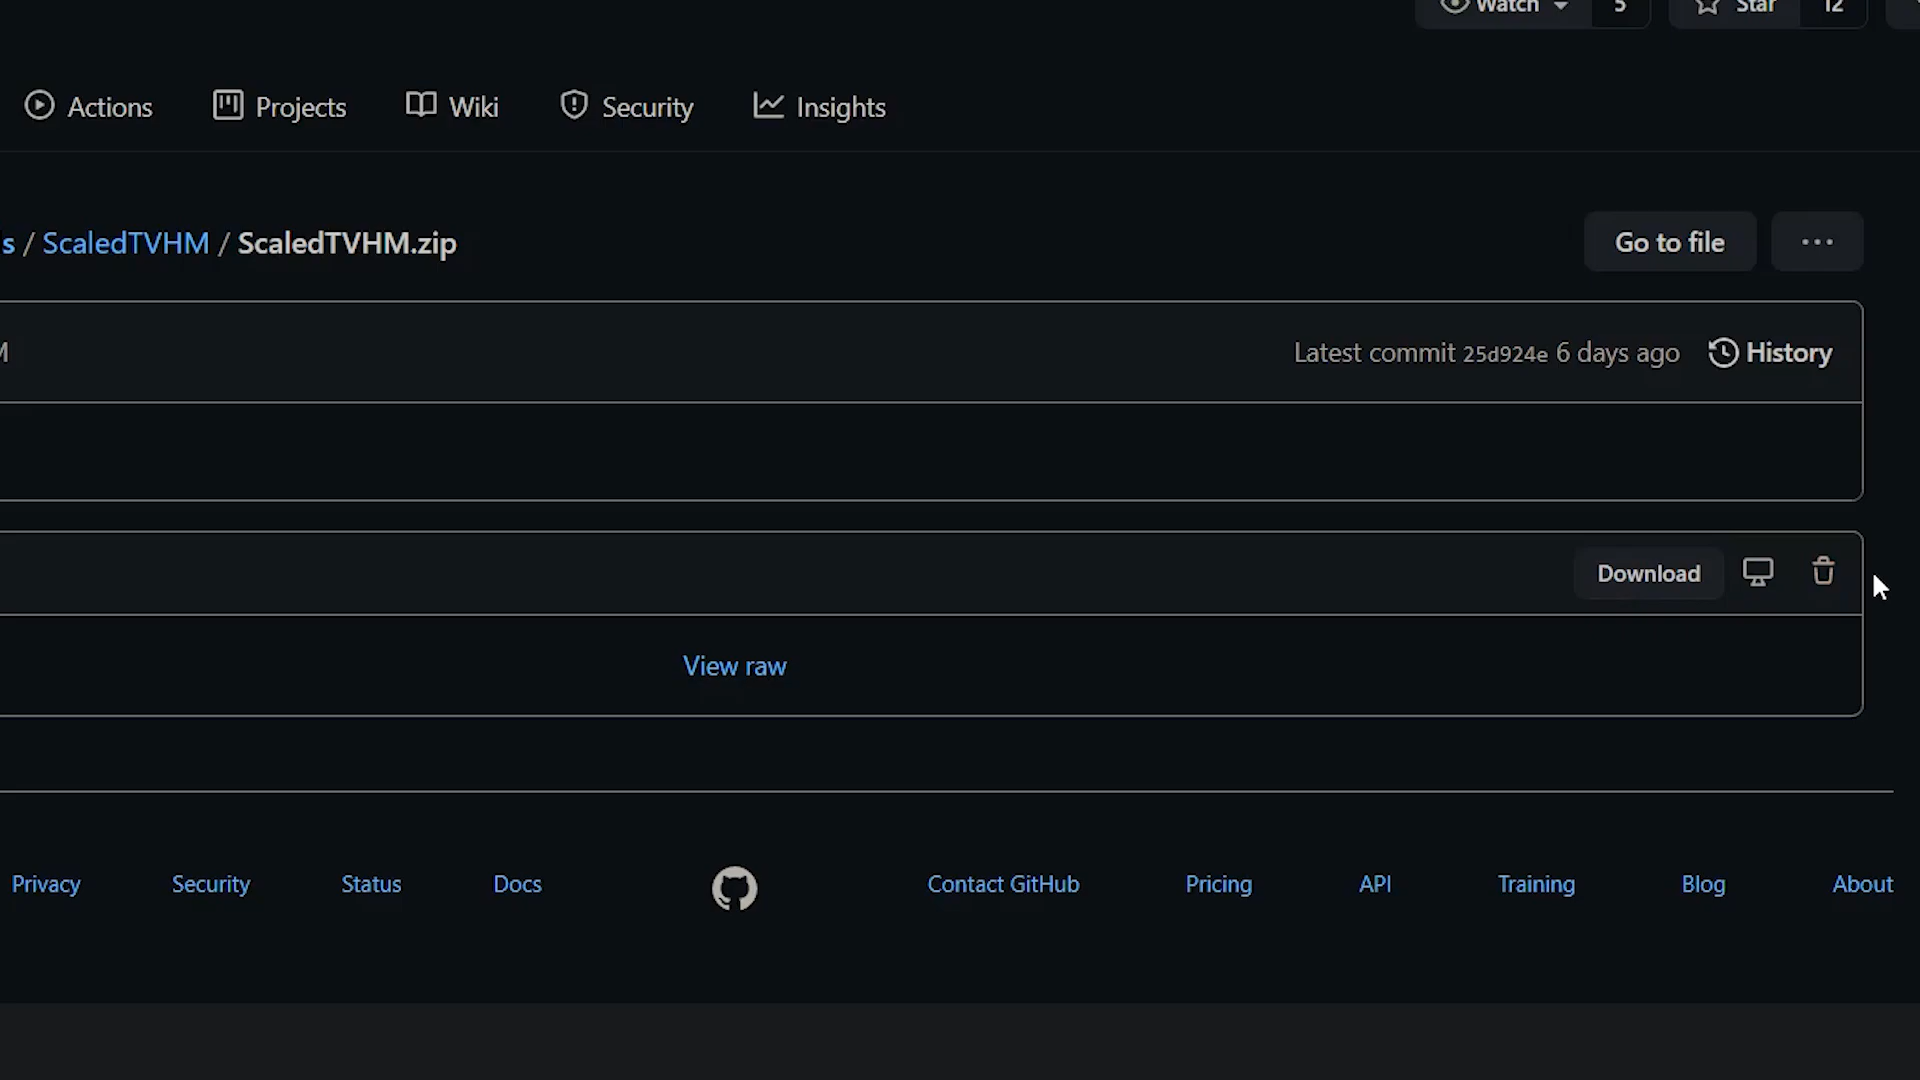 Watch 5 Star 12
Actions Projects Wiki Security Insights
s / ScaledTVHM / ScaledTVHM.zip Go to file ...
Latest commit 25d924e 6 days ago History
Download
View raw
Privacy Security Status Docs Contact GitHub Pricing API Training Blog About